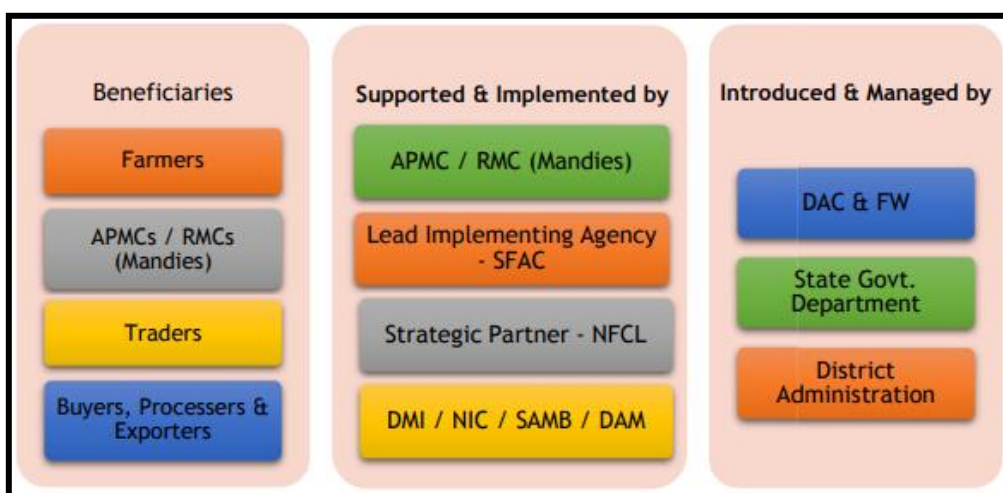 Beneficiaries
Farmers
APMCs / RMCs
(Mandies)
Traders
Buyers, Processers &
Exporters
Supported & Implemented by
APMC / RMC (Mandies)
Lead Implementing Agency
- SFAC
Strategic Partner - NFCL
DMI / NIC / SAMB / DAM
Introduced & Managed by
DAC & FW
State Govt.
Department
District
Administration